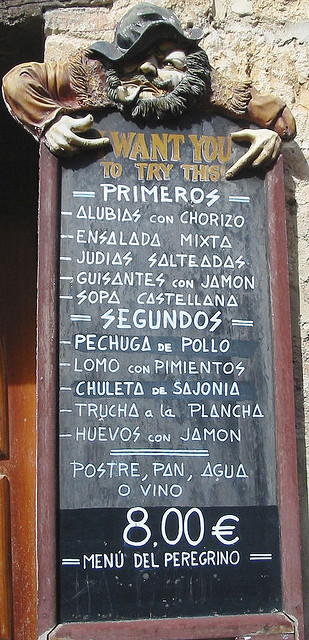 I WANT YOU
TO TRY THIS
= PRIMEROS =
- ALUBIAS CON CHORIZO
- ENSALADA MIXTA
- JUDIAS SALTEADAS
- GUISANTES CON JAMON
- SOPA CASTELLANA
= SEGUNDOS =
- PECHUGA DE POLLO
- LOMO CON PIMIENTOS
- CHULETA DE SAJONIA
- TRUCHA a la PLANCHA
- HUEVOS CON JAMON
POSTRE, PAN, AGUA
O VINO
8,00 €
= MENÚ DEL PEREGRINO =